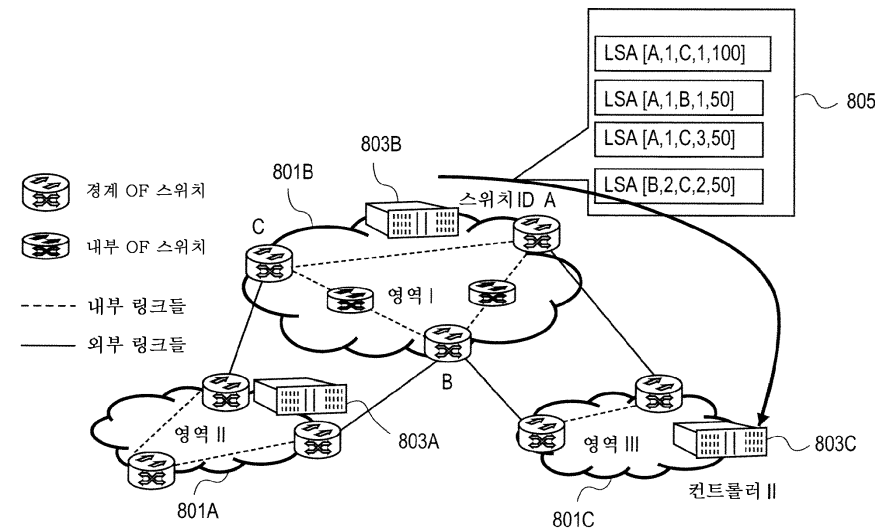 LSA [A,1,C,1,100]
LSA [A,1,B,1,50]
LSA [A,1,C,3,50]
LSA [B,2,C,2,50]
805
803B
801B
스위치ID A
경계 OF 스위치
C
내부 OF 스위치
영역 I
내부 링크들
외부 링크들
B
영역 II
803A
영역 III
803C
801A
801C
컨트롤러 II